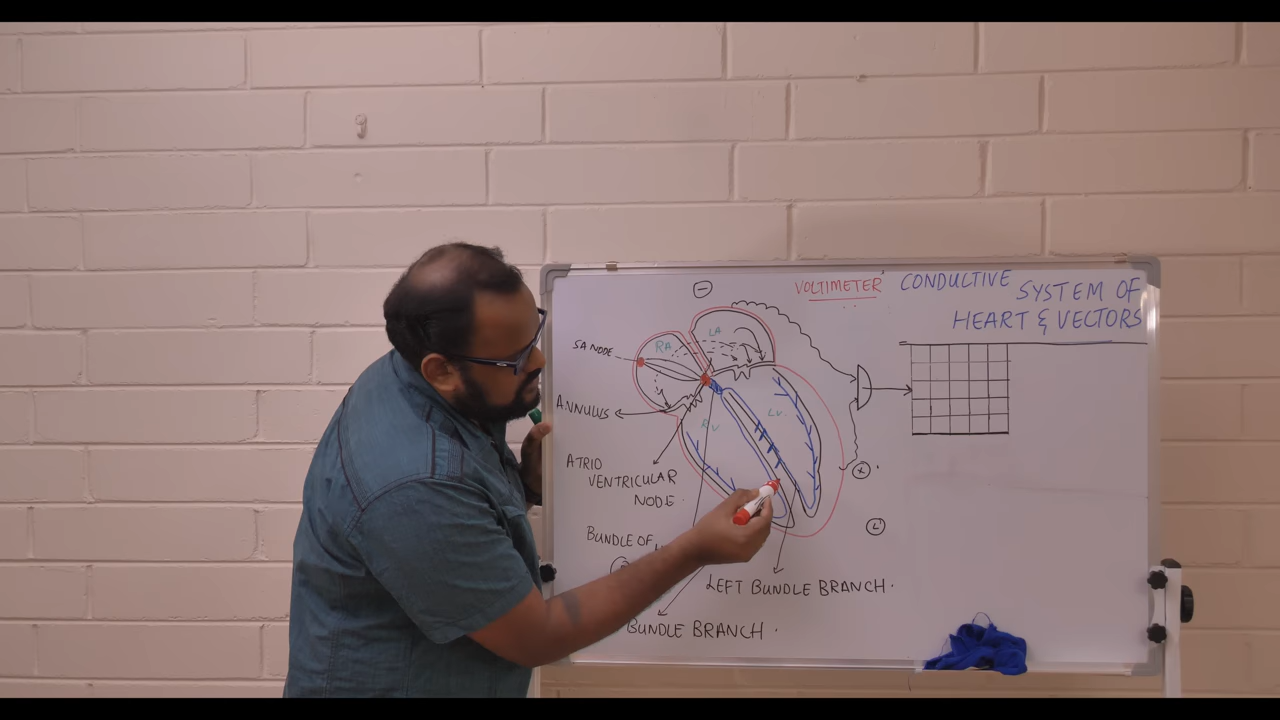 VOLTIMETER
CONDUCTIVE
SYSTEM OF
HEART & VECTORS
LA
RA
SA NODE
ANNULUS
LV
RV
ATRIO
VENTRICULAR
NODE
BUNDLE OF
LEFT BUNDLE BRANCH.
BUNDLE BRANCH.